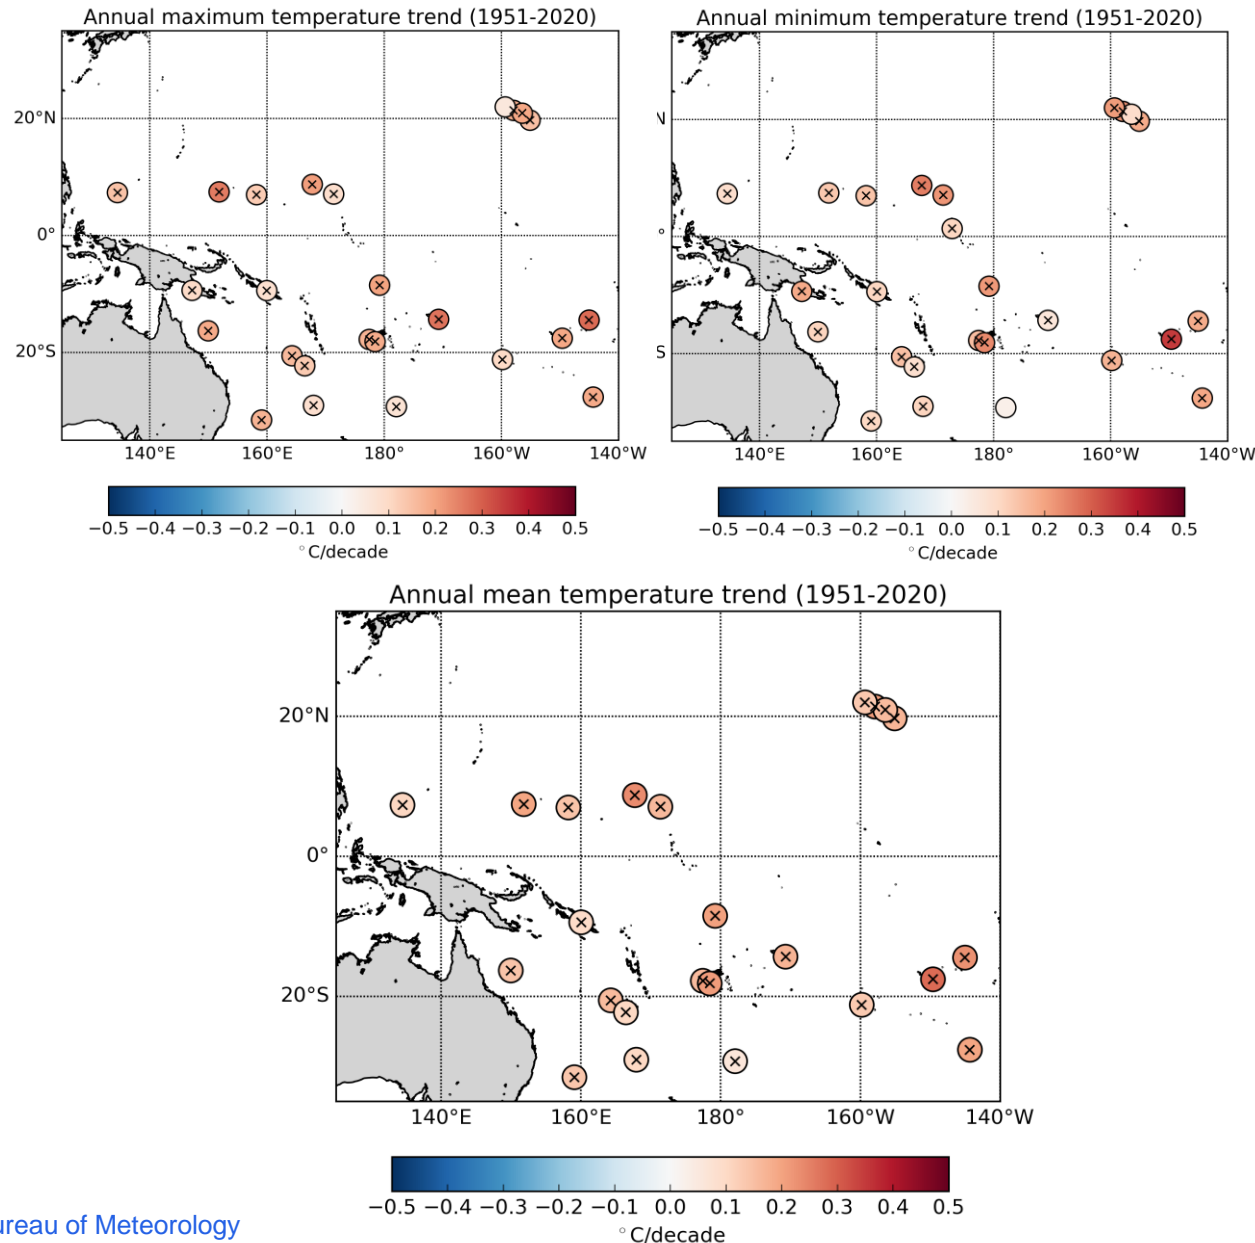 Annual maximum temperature trend (1951-2020)
20°N
0°
20°S
140°E 160°E 180° 160°W 140°W
−0.5 −0.4 −0.3 −0.2 −0.1 0.0 0.1 0.2 0.3 0.4 0.5
°C/decade
Annual minimum temperature trend (1951-2020)
N
°
S
140°E 160°E 180° 160°W 140°W
−0.5 −0.4 −0.3 −0.2 −0.1 0.0 0.1 0.2 0.3 0.4 0.5
°C/decade
Annual mean temperature trend (1951-2020)
20°N
0°
20°S
140°E 160°E 180° 160°W 140°W
−0.5 −0.4 −0.3 −0.2 −0.1 0.0 0.1 0.2 0.3 0.4 0.5
°C/decade
ureau of Meteorology